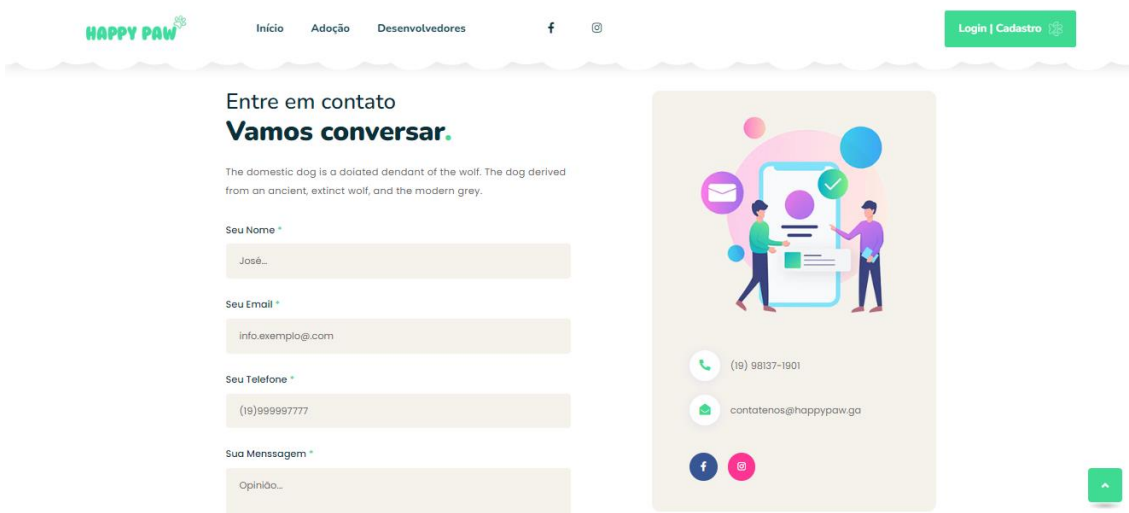 HAPPY PAW
Início Adoção Desenvolvedores
Login | Cadastro
Entre em contato
Vamos conversar.
The domestic dog is a doiated dendant of the wolf. The dog derived
from an ancient, extinct wolf, and the modern grey.
Seu Nome *
José...
Seu Email *
info.exemplo@.com
Seu Telefone *
(19)999997777
Sua Menssagem *
Opinião...
(19) 98137-1901
contatenos@happypaw.ga